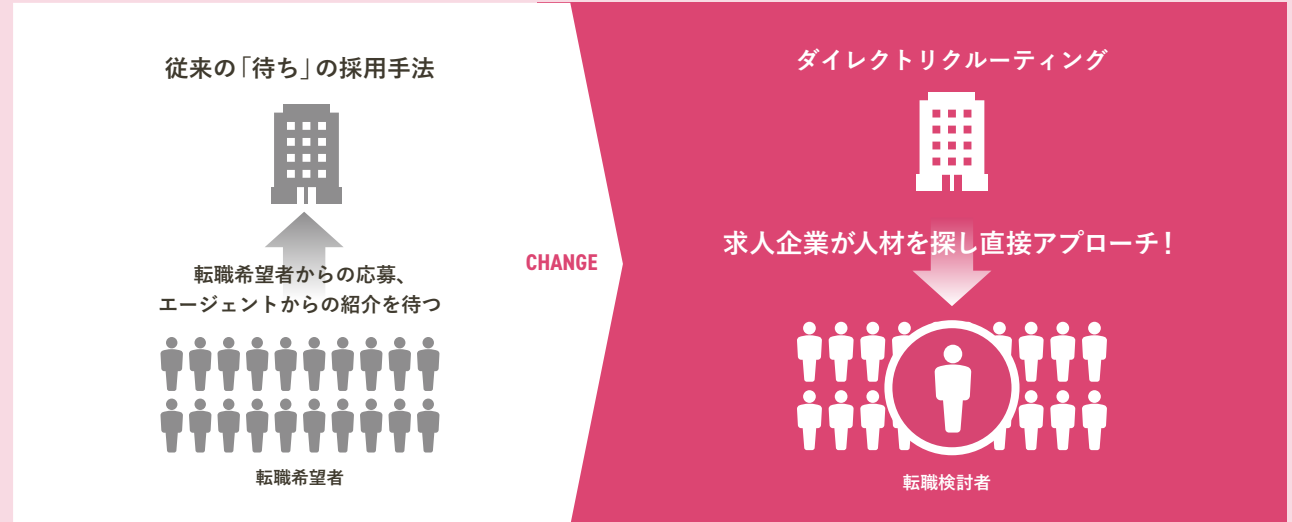 従来の「待ち」の採用手法
転職希望者からの応募、
エージェントからの紹介を待つ
転職希望者
CHANGE
ダイレクトリクルーティング
求人企業が人材を探し直接アプローチ！
転職検討者